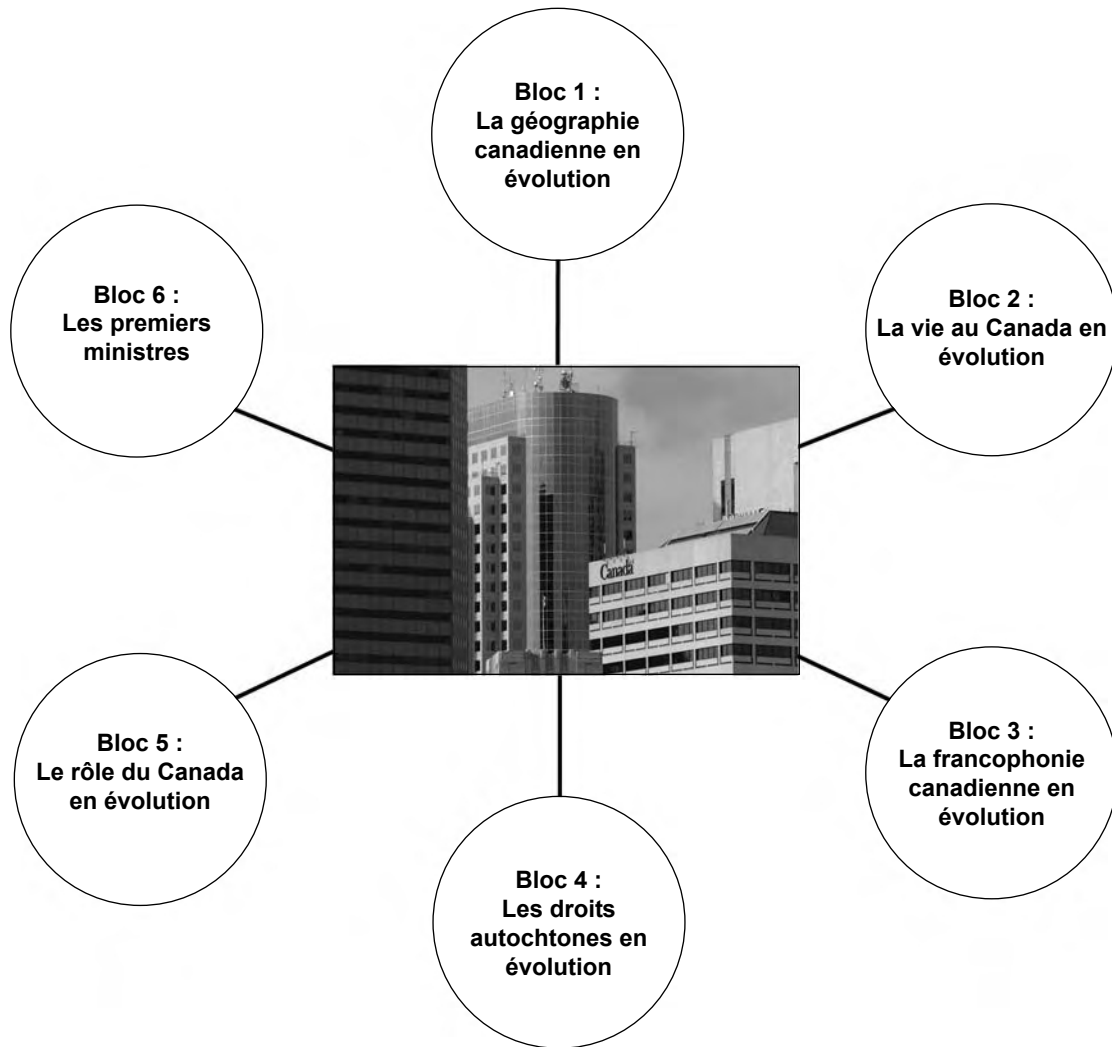 Bloc 1 :
La géographie
canadienne en
évolution
Bloc 2 :
La vie au Canada en
évolution
Bloc 3 :
La francophonie
canadienne en
évolution
Bloc 4 :
Les droits
autochtones en
évolution
Bloc 5 :
Le rôle du Canada
en évolution
Bloc 6 :
Les premiers
ministres
Canada